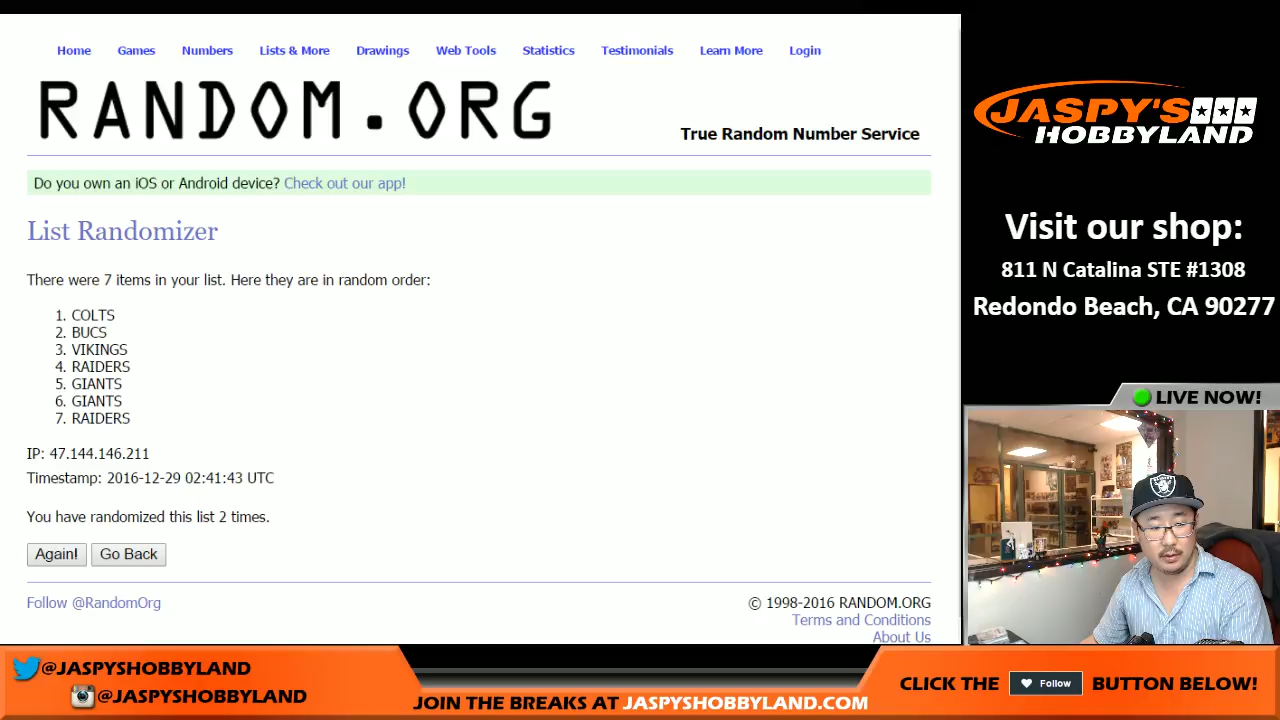 Home Games Numbers Lists & More Drawings Web Tools Statistics Testimonials Learn More Login
RANDOM.ORG
True Random Number Service
Do you own an iOS or Android device? Check out our app!
List Randomizer
There were 7 items in your list. Here they are in random order:
1. COLTS
2. BUCS
3. VIKINGS
4. RAIDERS
5. GIANTS
6. GIANTS
7. RAIDERS
IP: 47.144.146.211
Timestamp: 2016-12-29 02:41:43 UTC
You have randomized this list 2 times.
Again! Go Back
Follow @RandomOrg
© 1998-2016 RANDOM.ORG
Terms and Conditions
About Us
JASPY'S
HOBBYLAND
Visit our shop:
811 N Catalina STE #1308
Redondo Beach, CA 90277
LIVE NOW!
@JASPYSHOBBYLAND
@JASPYSHOBBYLAND
JOIN THE BREAKS AT JASPYSHOBBYLAND.COM
CLICK THE Follow BUTTON BELOW!